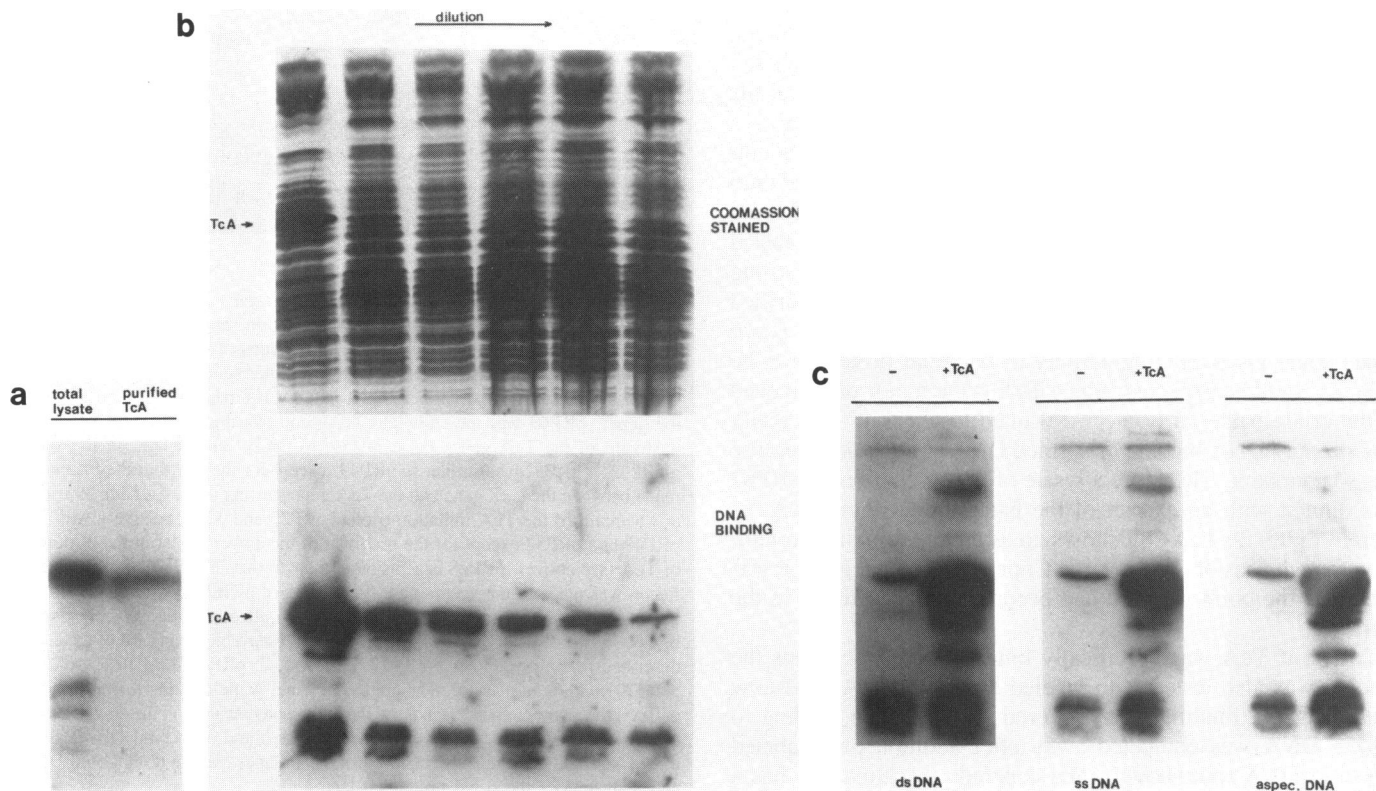 b
dilution
TcA →
COOMASSION
STAINED
a
total
lysate
purified
TcA
TcA →
DNA
BINDING
c
–
+TcA
–
+TcA
–
+TcA
ds DNA
ss DNA
aspec. DNA